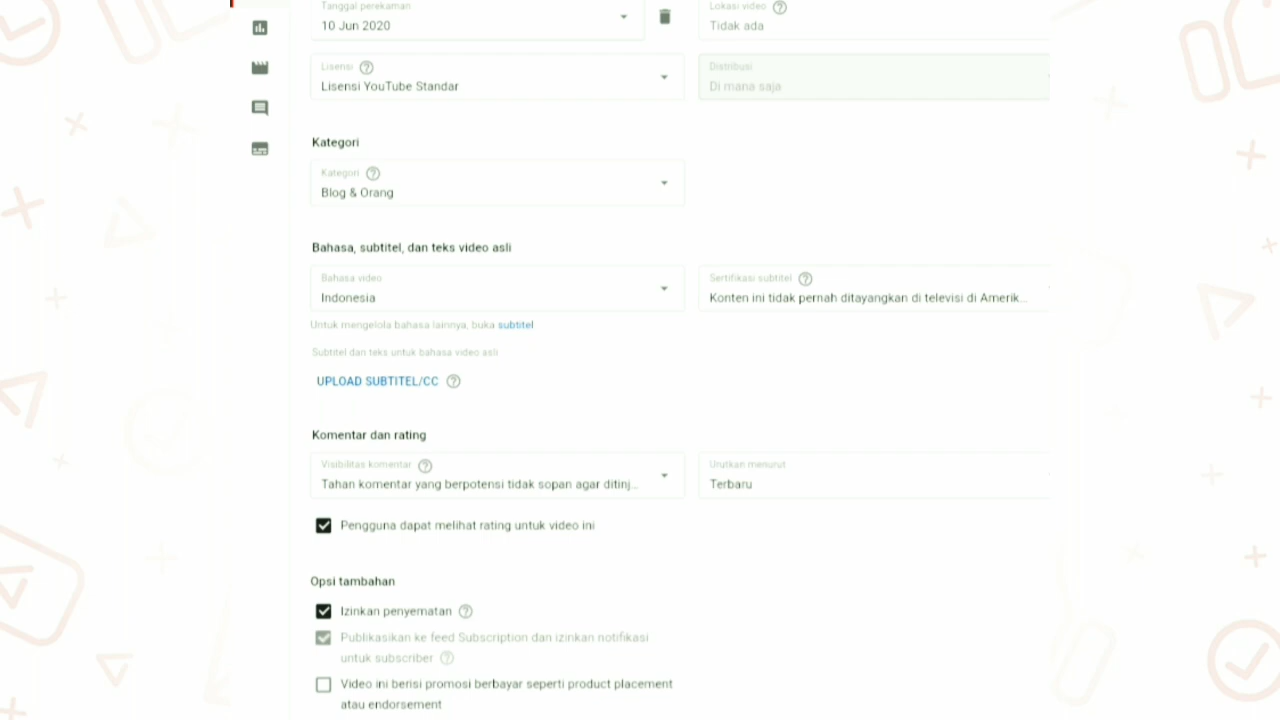 Tanggal perekaman
10 Jun 2020
Lokasi video
Tidak ada
Lisensi
Lisensi YouTube Standar
Distribusi
Di mana saja
Kategori
Kategori
Blog & Orang
Bahasa, subtitel, dan teks video asli
Bahasa video
Indonesia
Sertifikasi subtitel
Konten ini tidak pernah ditayangkan di televisi di Amerik...
Untuk mengelola bahasa lainnya, buka subtitel
Subtitel dan teks untuk bahasa video asli
UPLOAD SUBTITEL/CC
Komentar dan rating
Visibilitas komentar
Tahan komentar yang berpotensi tidak sopan agar ditinj...
Urutkan menurut
Terbaru
Pengguna dapat melihat rating untuk video ini
Opsi tambahan
Izinkan penyematan
Publikasikan ke feed Subscription dan izinkan notifikasi
untuk subscriber
Video ini berisi promosi berbayar seperti product placement
atau endorsement